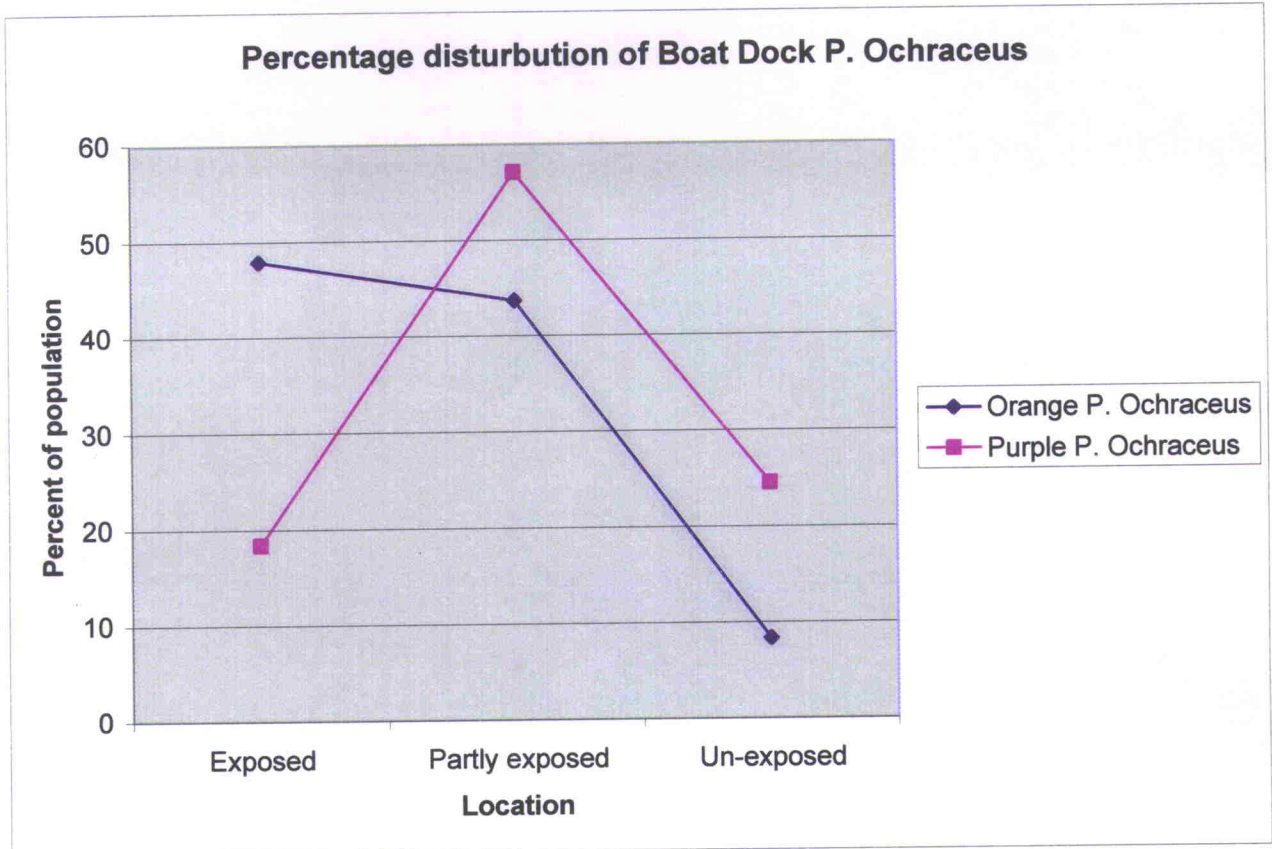 Percentage disturbution of Boat Dock P. Ochraceus
60
50
40
30
20
10
0
Percent of population
Exposed
Partly exposed
Un-exposed
Location
Orange P. Ochraceus
Purple P. Ochraceus